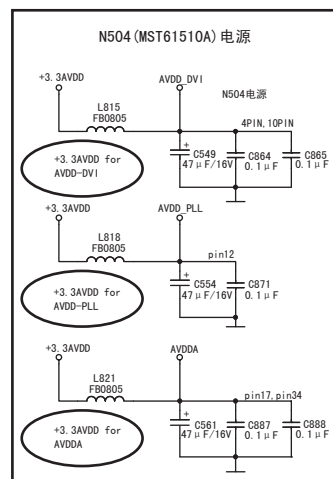 N504(MST61510A)电源
+3.3AVDD
AVDD_DVI
N504电源
L815
FB0805
4PIN,10PIN
+3.3AVDD for
AVDD-DVI
+
C549
47μF/16V
C864
0.1μF
C865
0.1μF
+3.3AVDD
AVDD_PLL
L818
FB0805
pin12
+3.3AVDD for
AVDD-PLL
+
C554
47μF/16V
C871
0.1μF
+3.3AVDD
AVDDA
L821
FB0805
pin17,pin34
+3.3AVDD for
AVDDA
+
C561
47μF/16V
C887
0.1μF
C888
0.1μF